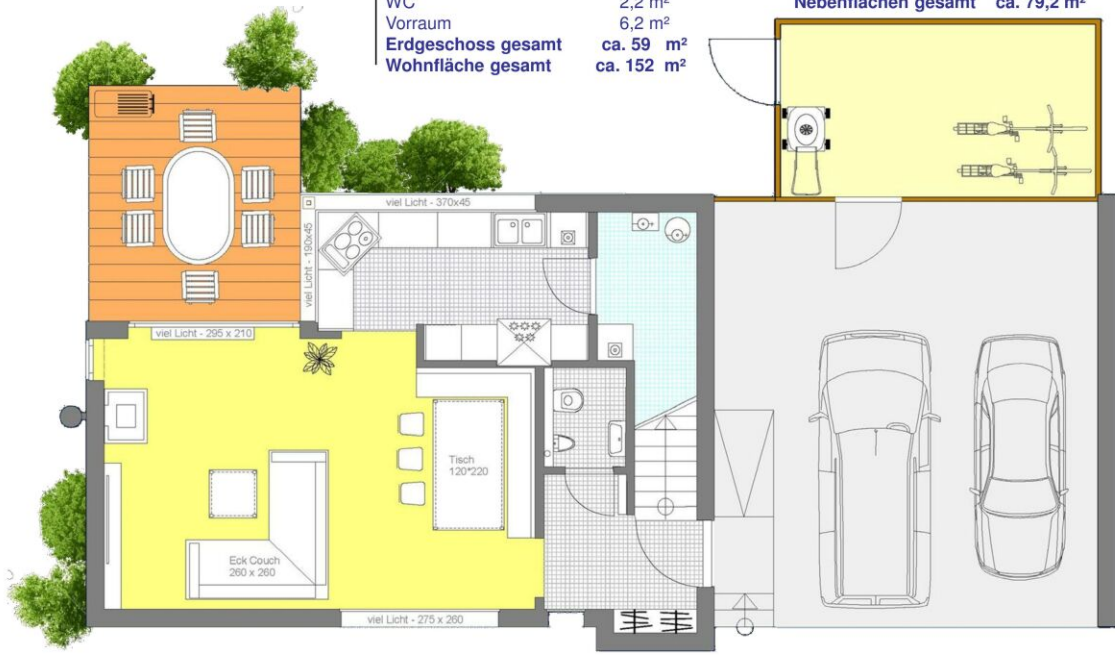 WC 2,2 m²
Vorraum 6,2 m²
Erdgeschoss gesamt ca. 59 m²
Wohnfläche gesamt ca. 152 m²
Nebenflächen gesamt ca. 79,2 m²
viel Licht - 370x45
viel Licht - 190x45
viel Licht - 295 x 210
Tisch
120*220
Eck Couch
260 x 260
viel Licht - 275 x 260